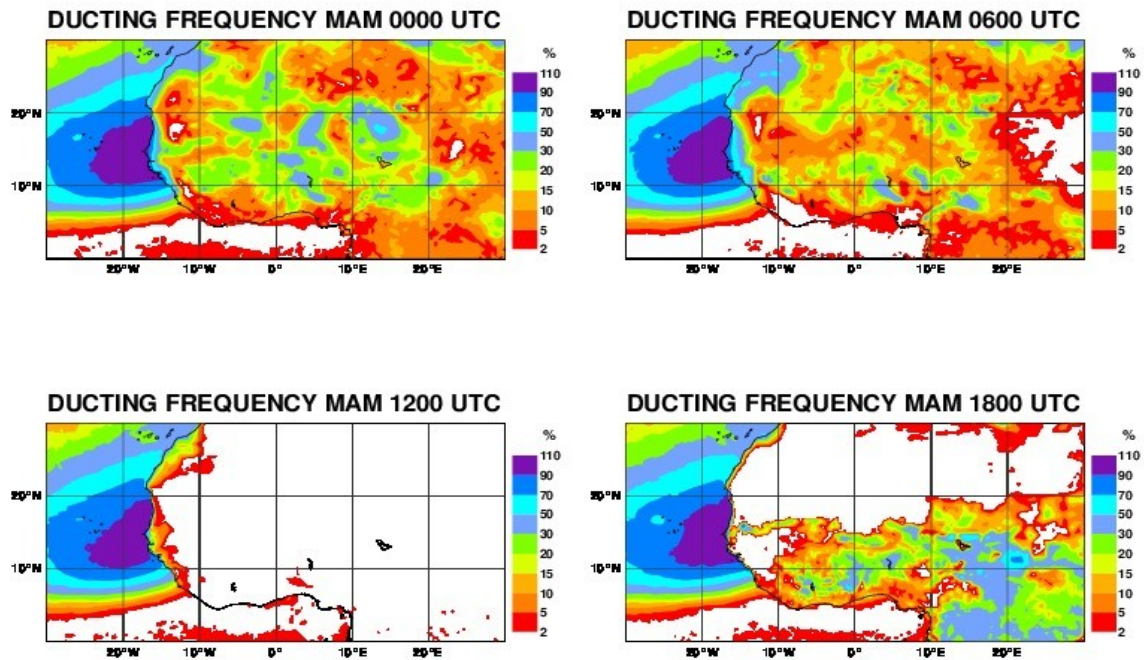 DUCTING FREQUENCY MAM 0000 UTC
%
110
90
70
50
30
20
15
10
5
2
20°N
10°N
20°W
10°W
0°
10°E
20°E
DUCTING FREQUENCY MAM 0600 UTC
%
110
90
70
50
30
20
15
10
5
2
20°N
10°N
20°W
10°W
0°
10°E
20°E
DUCTING FREQUENCY MAM 1200 UTC
%
110
90
70
50
30
20
15
10
5
2
20°N
10°N
20°W
10°W
0°
10°E
20°E
DUCTING FREQUENCY MAM 1800 UTC
%
110
90
70
50
30
20
15
10
5
2
20°N
10°N
20°W
10°W
0°
10°E
20°E